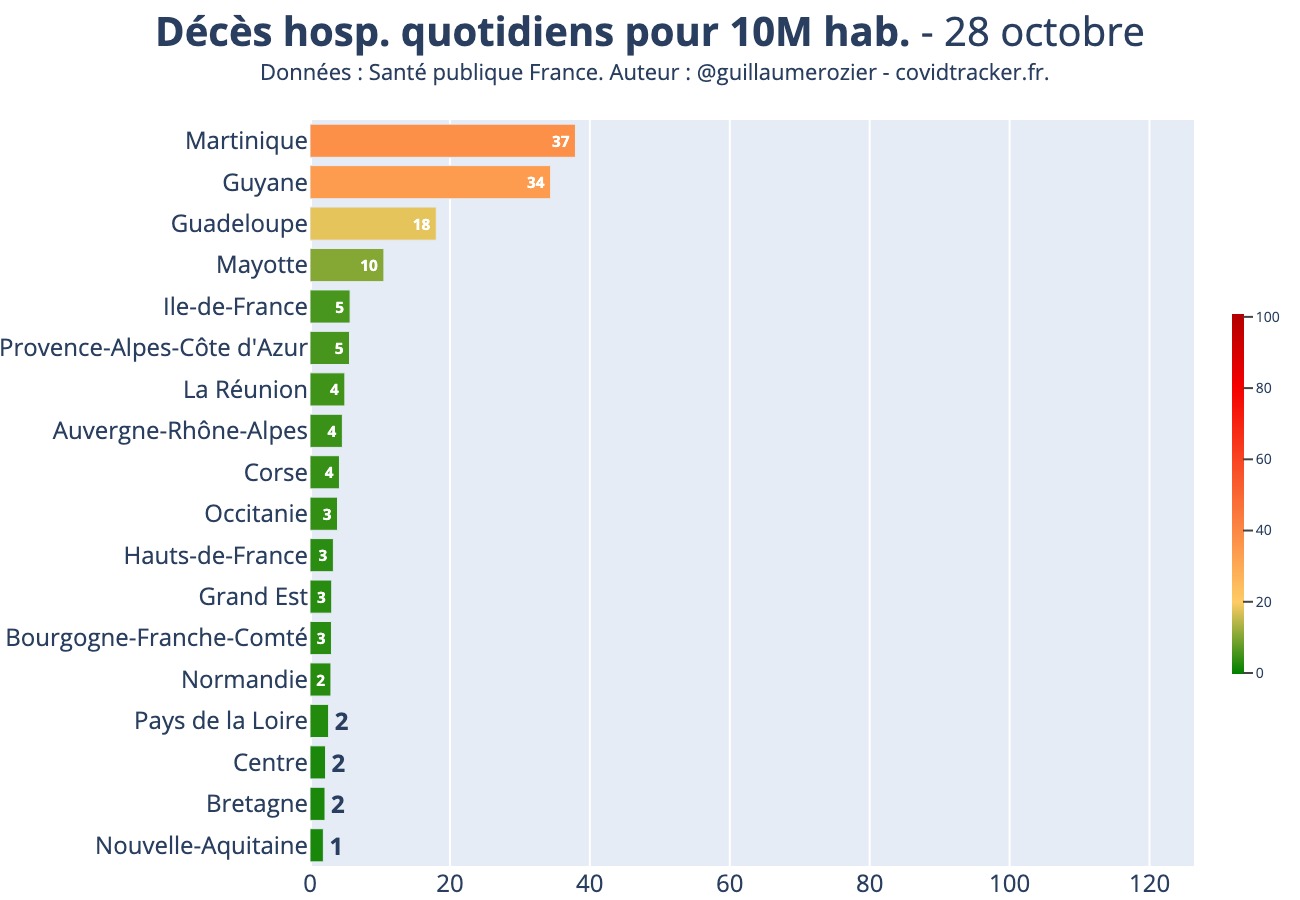 Décès hosp. quotidiens pour 10M hab. - 28 octobre
Données : Santé publique France. Auteur : @guillaumerozier - covidtracker.fr.
Martinique 37
Guyane 34
Guadeloupe 18
Mayotte 10
Ile-de-France 5
Provence-Alpes-Côte d'Azur 5
La Réunion 4
Auvergne-Rhône-Alpes 4
Corse 4
Occitanie 3
Hauts-de-France 3
Grand Est 3
Bourgogne-Franche-Comté 3
Normandie 2
Pays de la Loire 2
Centre 2
Bretagne 2
Nouvelle-Aquitaine 1
0 20 40 60 80 100 120
100
80
60
40
20
0